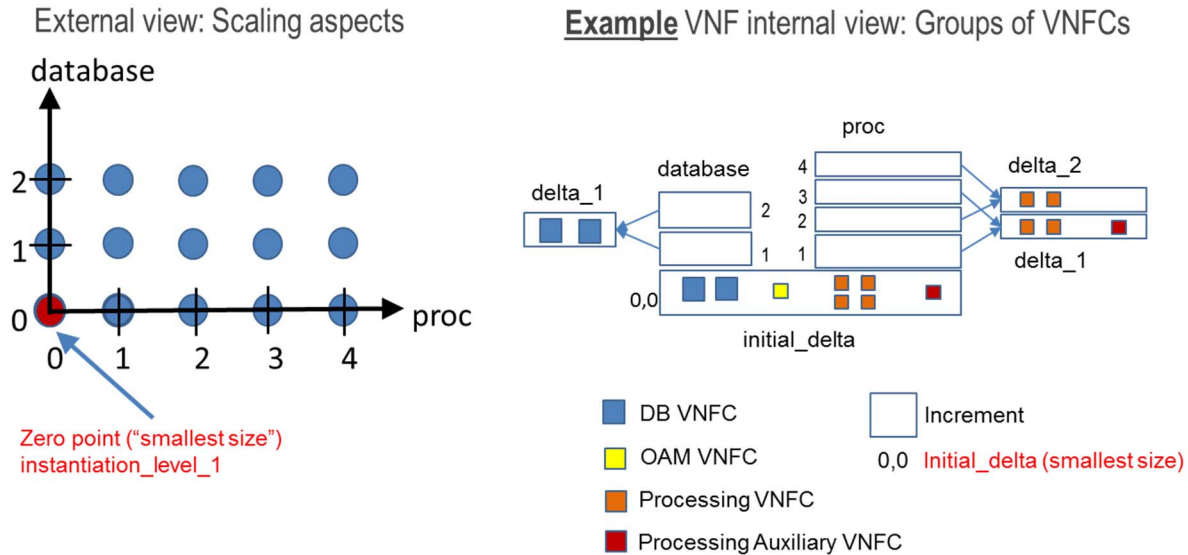 External view: Scaling aspects
Example VNF internal view: Groups of VNFCs
database
2
1
0
proc
0 1 2 3 4
Zero point (“smallest size”)
instantiation_level_1
proc
database
delta_1
2
1
4
3
2
1
delta_2
delta_1
0,0
initial_delta
DB VNFC
OAM VNFC
Processing VNFC
Processing Auxiliary VNFC
Increment
0,0 Initial_delta (smallest size)